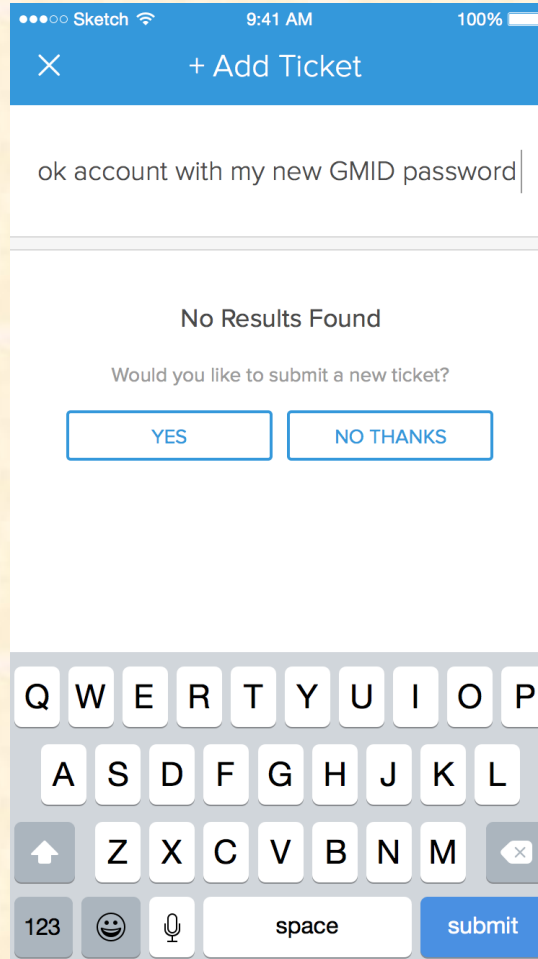 Sketch 9:41 AM 100%
+ Add Ticket
ok account with my new GMID password
No Results Found
Would you like to submit a new ticket?
YES NO THANKS
Q W E R T Y U I O P
A S D F G H J K L
Z X C V B N M
123 space submit